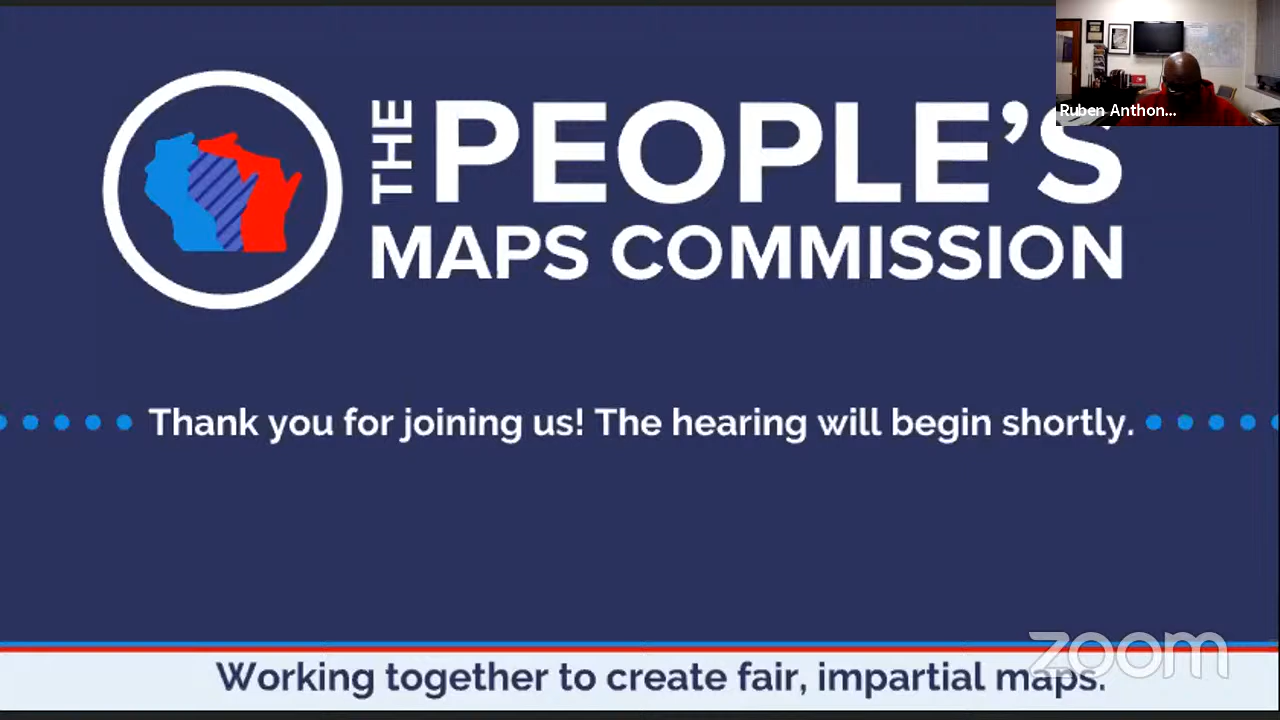 THE PEOPLE'S
MAPS COMMISSION
Ruben Anthon...
Thank you for joining us! The hearing will begin shortly.
Working together to create fair, impartial maps.
zoom